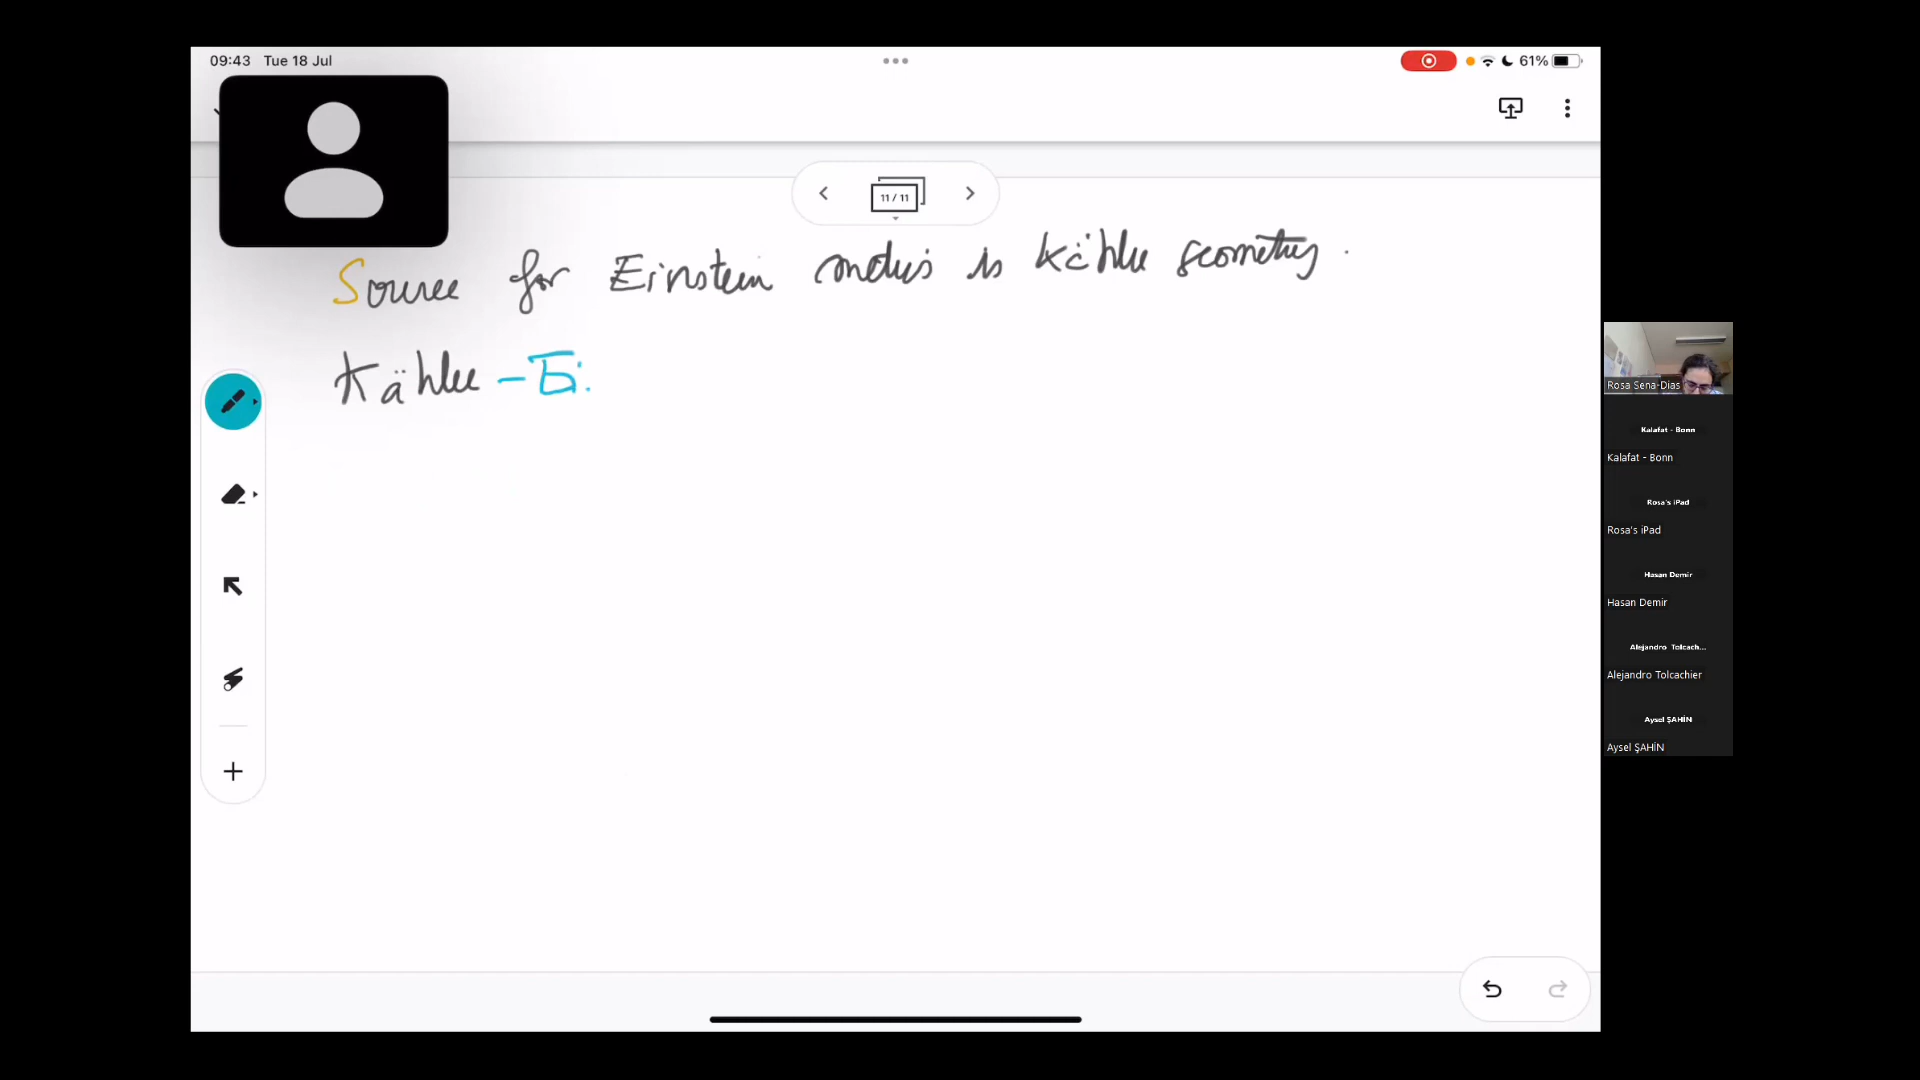 09:43 Tue 18 Jul
61%
11 / 11
Source for Einstein metrics is Kähler geometry.
Kähler - Ei
Rosa Sena-Dias
Kalafat - Bonn
Kalafat - Bonn
Rosa's iPad
Rosa's iPad
Hasan Demir
Hasan Demir
Alejandro Tolcach...
Alejandro Tolcachier
Aysel ŞAHİN
Aysel ŞAHİN